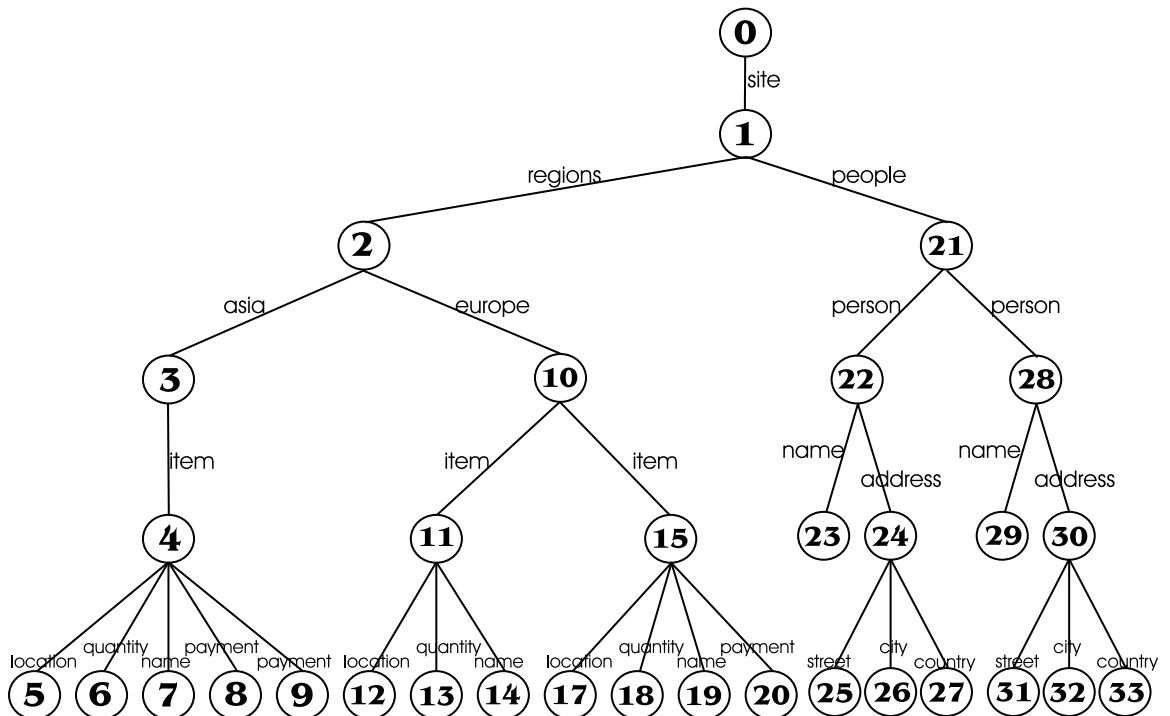 0
site
1
regions people
2 21
asia europe person person
3 10 22 28
item item item name address name address
4 11 15 23 24 29 30
location quantity name payment payment location quantity name location quantity name payment street city country street city country
5 6 7 8 9 12 13 14 17 18 19 20 25 26 27 31 32 33